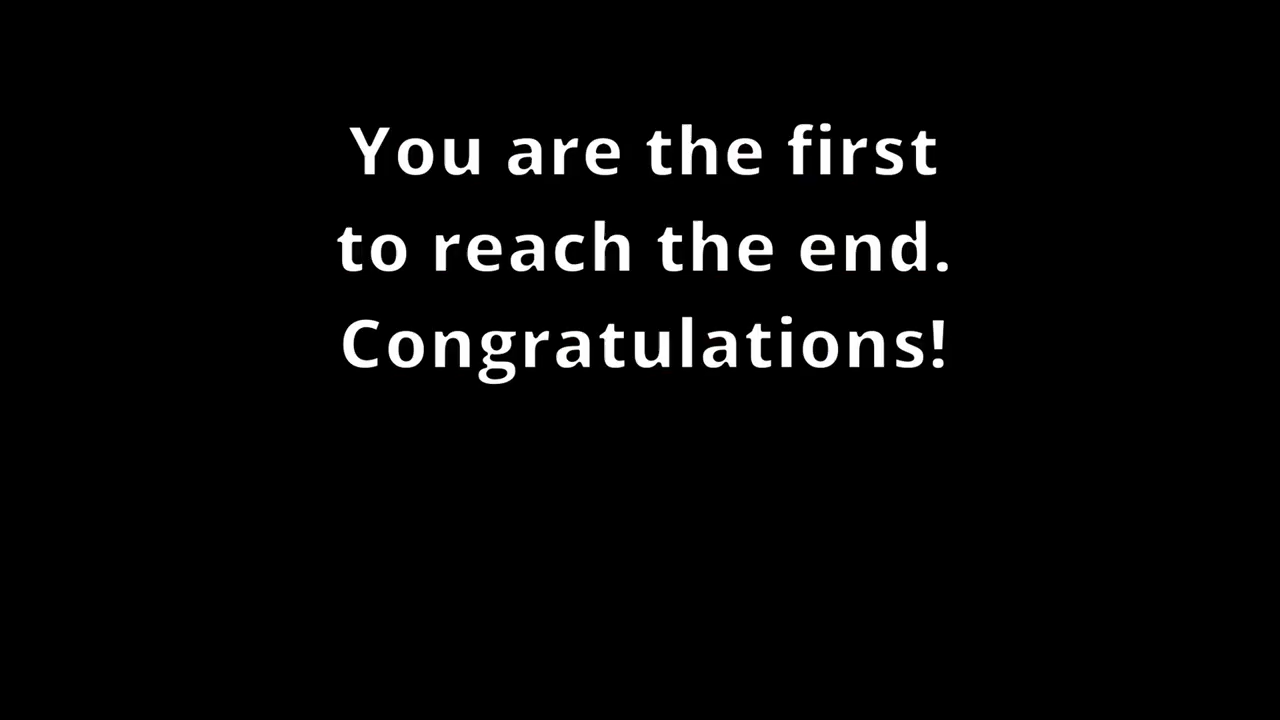 You are the first
to reach the end.
Congratulations!